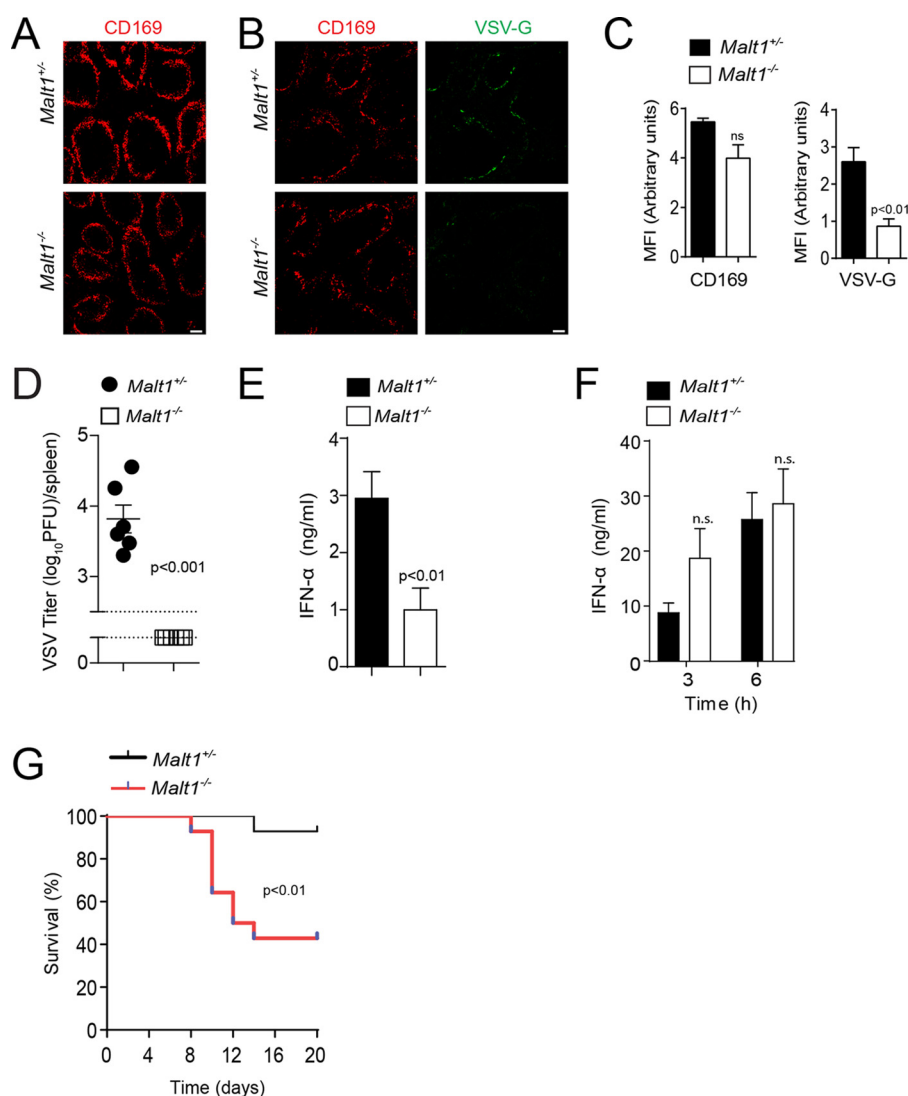 A
CD169
Malt1+/-
Malt1-/-
B
CD169
VSV-G
Malt1+/-
Malt1-/-
C
Malt1+/-
Malt1-/-
MFI (Arbitrary units)
6
4
2
0
ns
CD169
MFI (Arbitrary units)
4
3
2
1
0
p<0.01
VSV-G
D
Malt1+/-
Malt1-/-
VSV Titer (log10PFU)/spleen)
5
4
3
0
p<0.001
E
Malt1+/-
Malt1-/-
IFN-α (ng/ml)
4
3
2
1
0
p<0.01
F
Malt1+/-
Malt1-/-
IFN-α (ng/ml)
40
30
20
10
0
n.s.
n.s.
3 6
Time (h)
G
Malt1+/-
Malt1-/-
Survival (%)
100
80
60
40
20
0
p<0.01
0 4 8 12 16 20
Time (days)